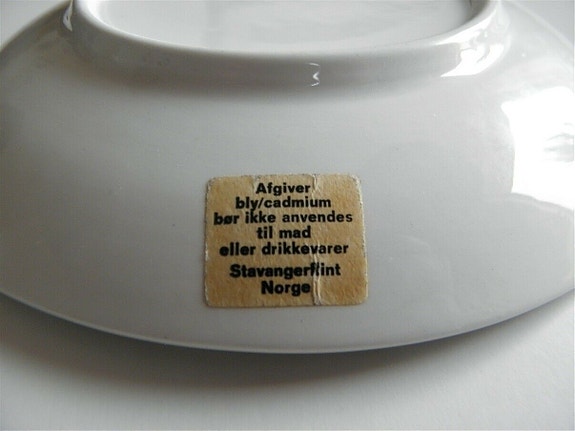 Afgiver
bly/cadmium
bør ikke anvendes
til mad
eller drikkevarer
Stavangerflint
Norge